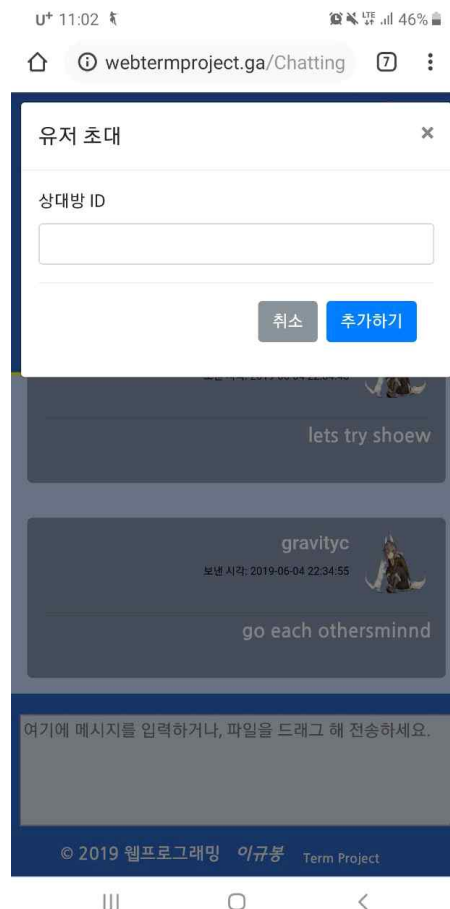 U+ 11:02 LTE 46%
webtermproject.ga/Chatting 7
유저 초대 ×
상대방 ID
취소 추가하기
lets try shoew
gravityc
보낸 시각: 2019-06-04 22:34:55
go each othersminnd
여기에 메시지를 입력하거나, 파일을 드래그 해 전송하세요.
© 2019 웹프로그래밍 이규봉 Term Project